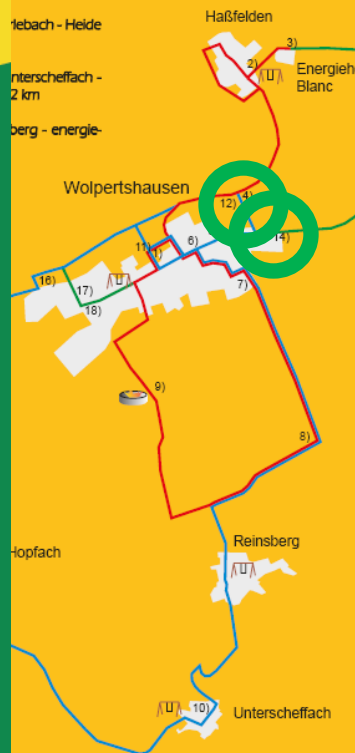 rlebach - Heide
nterscheffach -
2 km
berg - energie-
Haßfelden
3)
2)
Energiehe
Blanc
Wolpertshausen
4)
12)
14)
11)
1)
6)
7)
16)
17)
18)
9)
8)
Hopfach
Reinsberg
10)
Unterscheffach